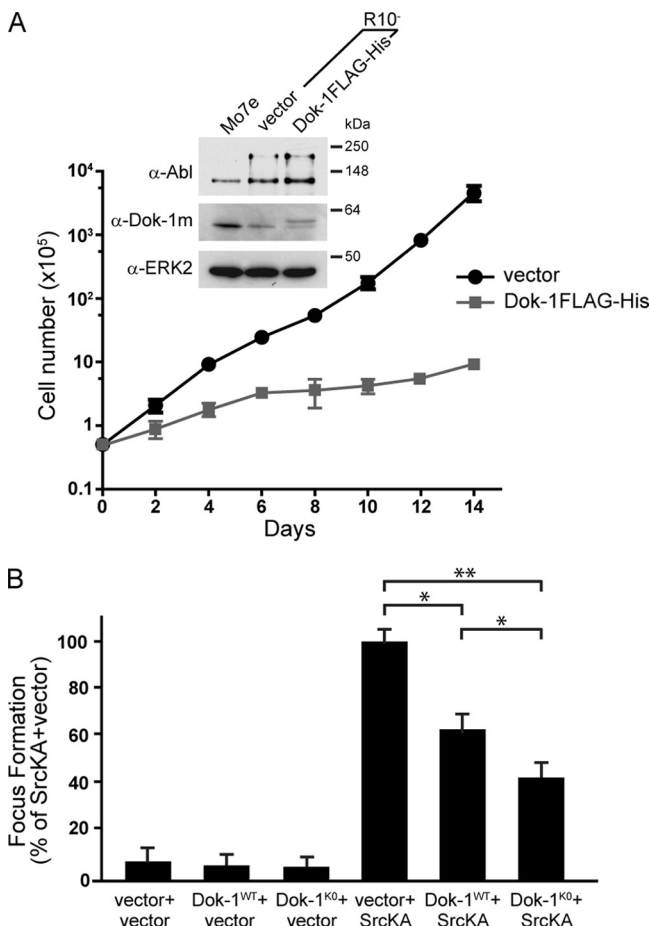 A
R10-
Mo7e
vector
Dok-1FLAG-His
kDa
250
α-Abl
148
64
α-Dok-1m
50
α-ERK2
Cell number (x10⁵)
10⁴
10³
10²
10
1
0.1
0 2 4 6 8 10 12 14
Days
vector
Dok-1FLAG-His
B
Focus Formation
(% of SrcKA+vector)
100
80
60
40
20
0
**
* *
vector+ Dok-1ᵂᵀ+ Dok-1ᴷ⁰+ vector+ Dok-1ᵂᵀ+ Dok-1ᴷ⁰+
vector vector vector SrcKA SrcKA SrcKA